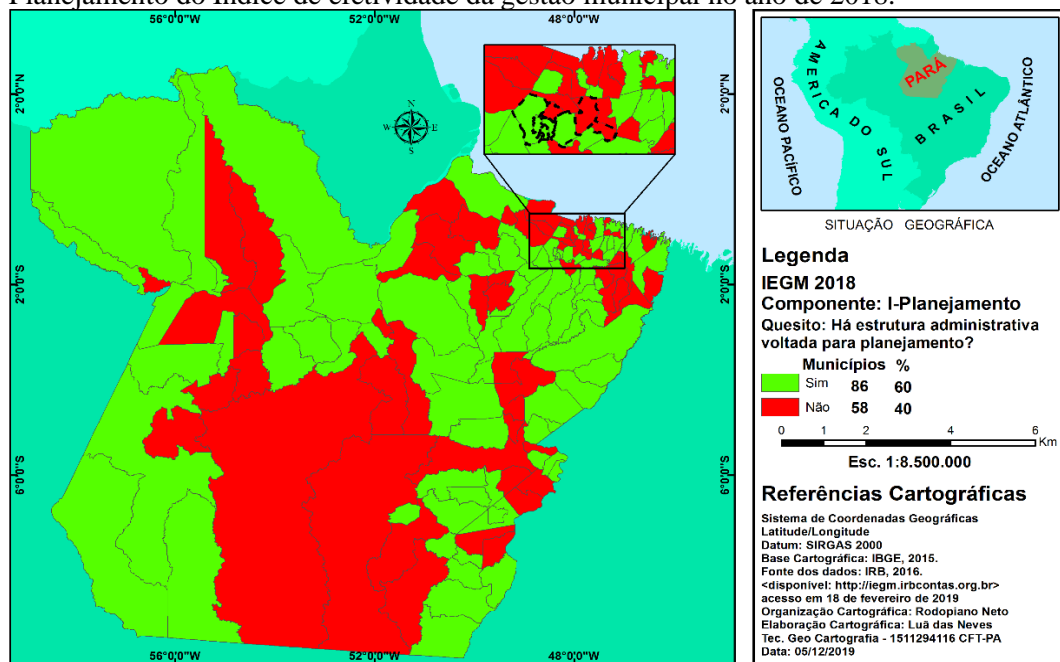 Planejamento do Índice de efetividade da gestão municipal no ano de 2018.
56°0'0"W
52°0'0"W
48°0'0"W
2°0'0"N
2°0'0"N
N
W
E
S
2°0'0"S
2°0'0"S
6°0'0"S
6°0'0"S
56°0'0"W
52°0'0"W
48°0'0"W
AMERICA DO SUL
PARÁ
BRASIL
OCEANO PACÍFICO
OCEANO ATLÂNTICO
SITUAÇÃO GEOGRÁFICA
Legenda
IEGM 2018
Componente: I-Planejamento
Quesito: Há estrutura administrativa
voltada para planejamento?
Municípios %
Sim 86 60
Não 58 40
0 1 2 4 6
Km
Esc. 1:8.500.000
Referências Cartográficas
Sistema de Coordenadas Geográficas
Latitude/Longitude
Datum: SIRGAS 2000
Base Cartográfica: IBGE, 2015.
Fonte dos dados: IRB, 2016.
<disponível: http://iegm.irbcontas.org.br>
acesso em 18 de fevereiro de 2019
Organização Cartográfica: Rodopiano Neto
Elaboração Cartográfica: Luã das Neves
Tec. Geo Cartografia - 1511294116 CFT-PA
Data: 05/12/2019